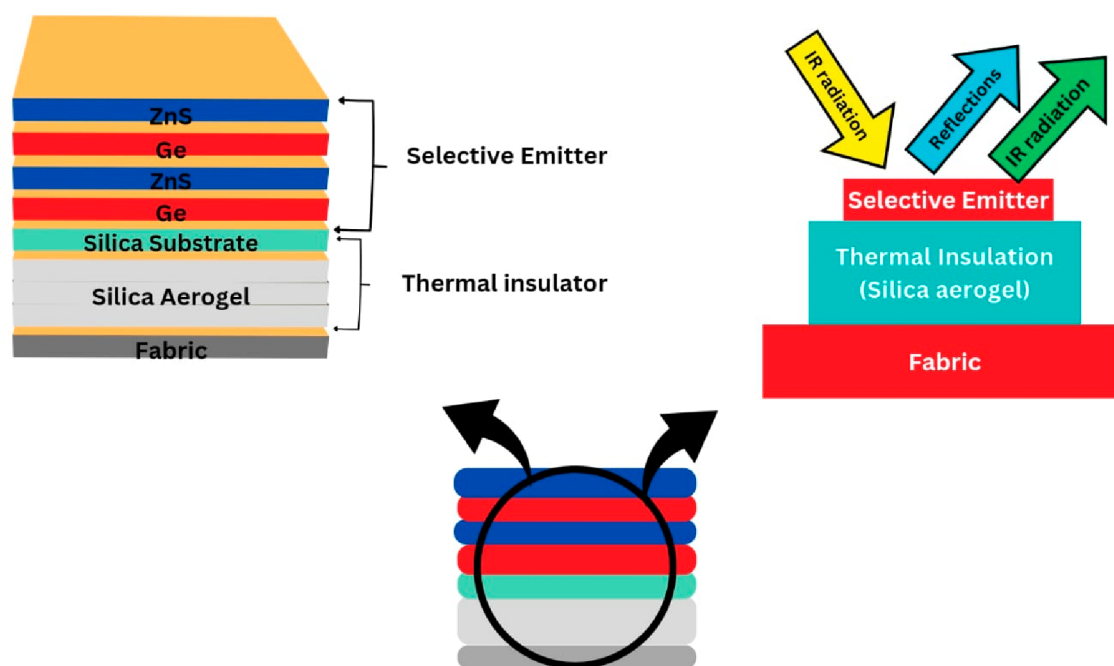 ZnS
Ge
ZnS
Ge
Silica Substrate
Silica Aerogel
Fabric
Selective Emitter
Thermal insulator
IR radiation
Reflections
IR radiation
Selective Emitter
Thermal Insulation
(Silica aerogel)
Fabric